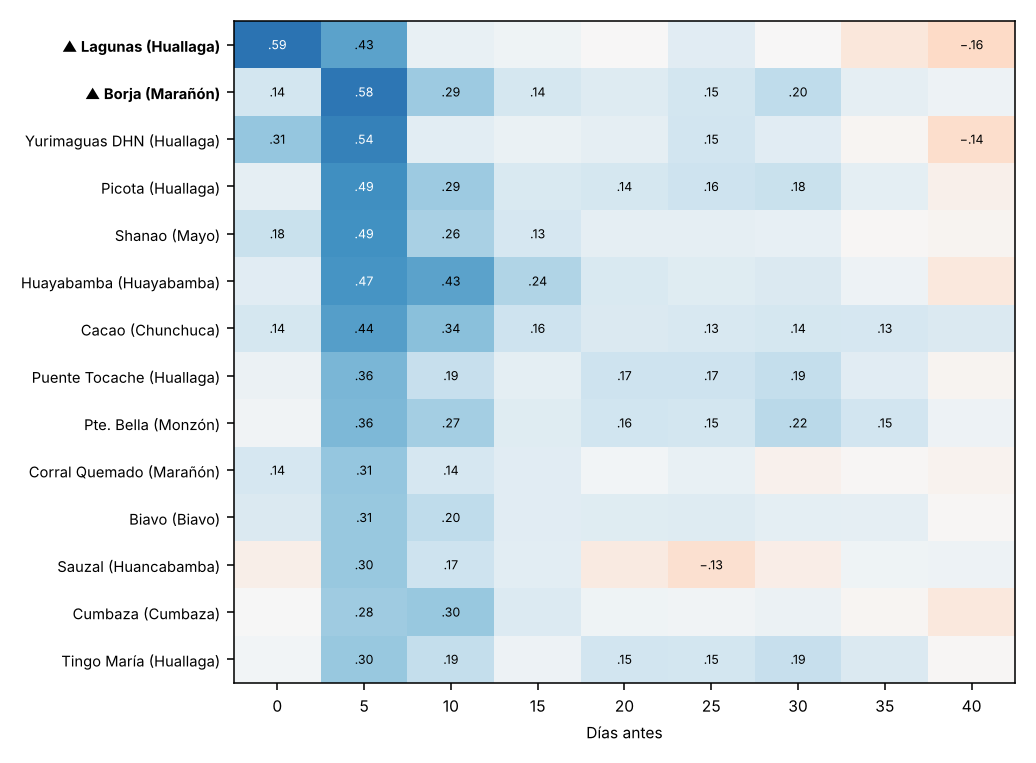 ▲ Lagunas (Huallaga) .59 .43 −.16
▲ Borja (Marañón) .14 .58 .29 .14 .15 .20
Yurimaguas DHN (Huallaga) .31 .54 .15 −.14
Picota (Huallaga) .49 .29 .14 .16 .18
Shanao (Mayo) .18 .49 .26 .13
Huayabamba (Huayabamba) .47 .43 .24
Cacao (Chunchuca) .14 .44 .34 .16 .13 .14 .13
Puente Tocache (Huallaga) .36 .19 .17 .17 .19
Pte. Bella (Monzón) .36 .27 .16 .15 .22 .15
Corral Quemado (Marañón) .14 .31 .14
Biavo (Biavo) .31 .20
Sauzal (Huancabamba) .30 .17 −.13
Cumbaza (Cumbaza) .28 .30
Tingo María (Huallaga) .30 .19 .15 .15 .19
0 5 10 15 20 25 30 35 40
Días antes